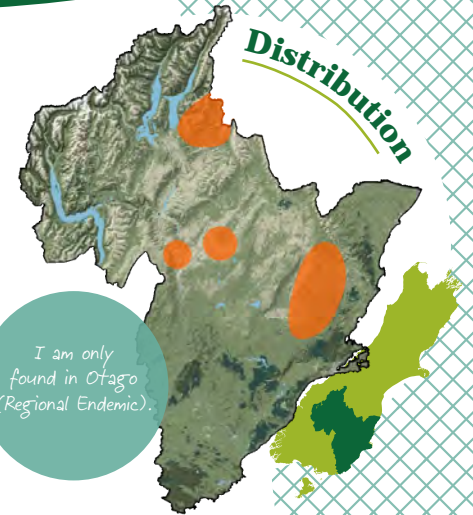 Distribution
I am only
found in Otago
(Regional Endemic).